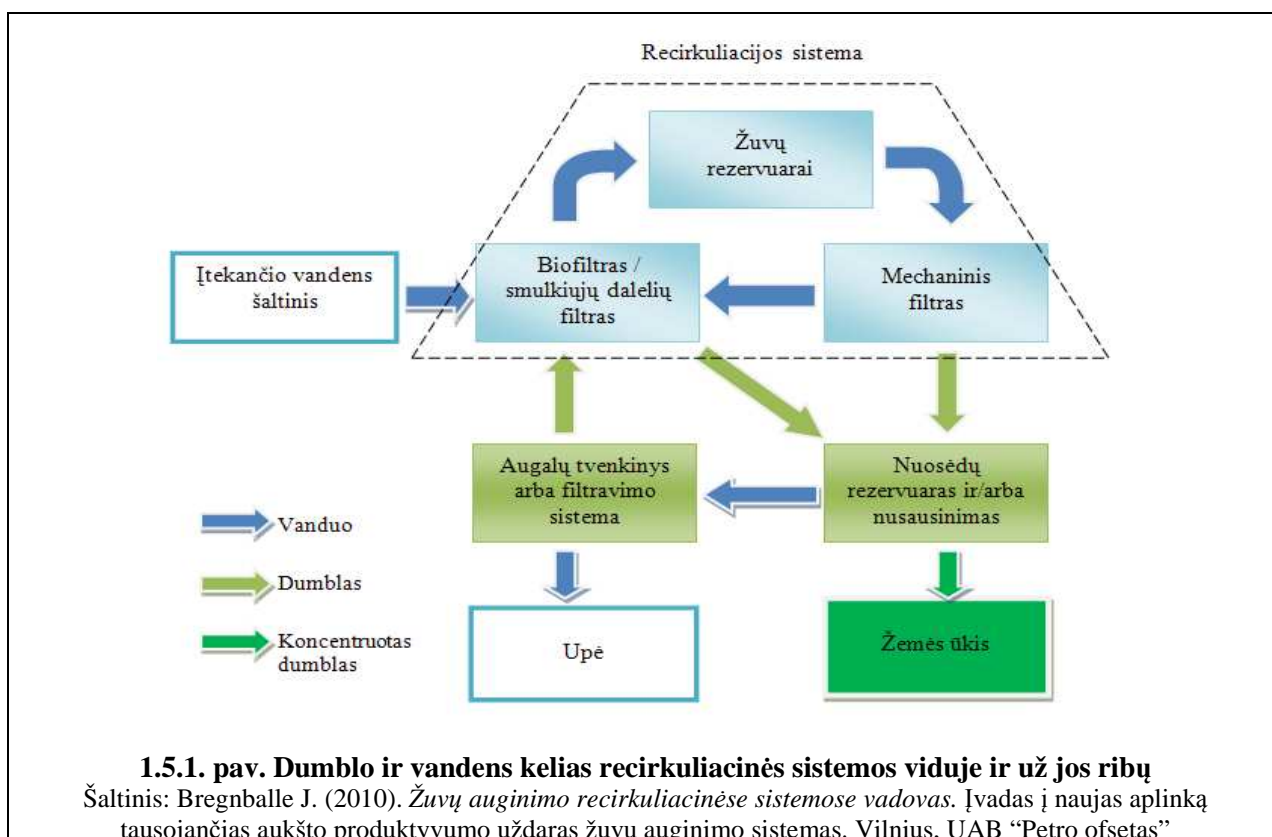 Recirkuliacijos sistema
Žuvų
rezervuarai
Įtekančio vandens
šaltinis
Biofiltras /
smulkiųjų dalelių
filtras
Mechaninis
filtras
Augalų tvenkinys
arba filtravimo
sistema
Nuosėdų
rezervuaras ir/arba
nusausinimas
Vanduo
Dumblas
Koncentruotas
dumblas
Upė
Žemės ūkis
1.5.1. pav. Dumblo ir vandens kelias recirkuliacinės sistemos viduje ir už jos ribų
Šaltinis: Bregnballe J. (2010). Žuvų auginimo recirkuliacinėse sistemose vadovas. Įvadas į naujas aplinką
tausojančias aukšto produktyvumo uždaras žuvų auginimo sistemas. Vilnius. UAB “Petro ofsetas”